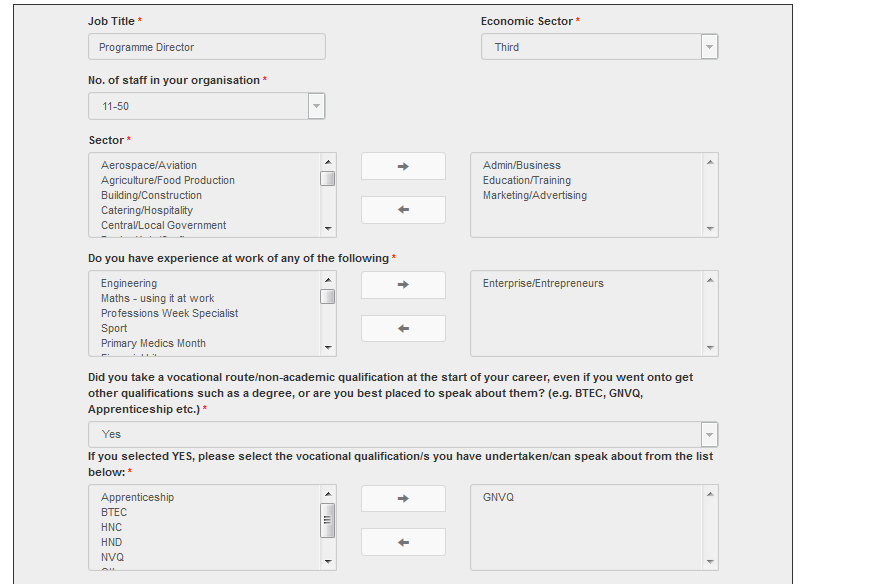 Job Title *
Economic Sector *
Programme Director
Third
No. of staff in your organisation *
11-50
Sector *
Aerospace/Aviation
Agriculture/Food Production
Building/Construction
Catering/Hospitality
Central/Local Government
Admin/Business
Education/Training
Marketing/Advertising
Do you have experience at work of any of the following *
Engineering
Maths - using it at work
Professions Week Specialist
Sport
Primary Medics Month
Enterprise/Entrepreneurs
Did you take a vocational route/non-academic qualification at the start of your career, even if you went onto get
other qualifications such as a degree, or are you best placed to speak about them? (e.g. BTEC, GNVQ,
Apprenticeship etc.) *
Yes
If you selected YES, please select the vocational qualification/s you have undertaken/can speak about from the list
below: *
Apprenticeship
BTEC
HNC
HND
NVQ
GNVQ